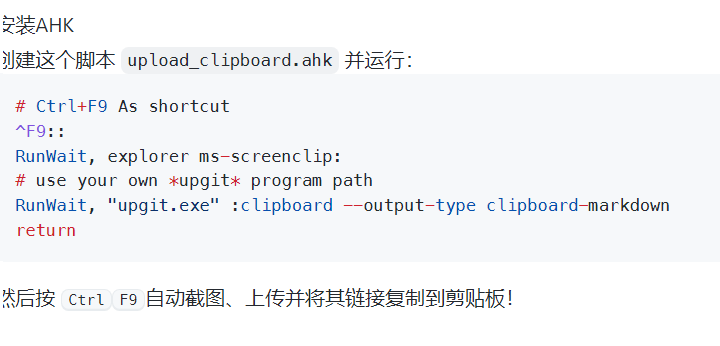 安装AHK
创建这个脚本 upload_clipboard.ahk 并运行：
# Ctrl+F9 As shortcut
^F9::
RunWait, explorer ms-screenclip:
# use your own *upgit* program path
RunWait, "upgit.exe" :clipboard --output-type clipboard-markdown
return
然后按 Ctrl F9 自动截图、上传并将其链接复制到剪贴板！